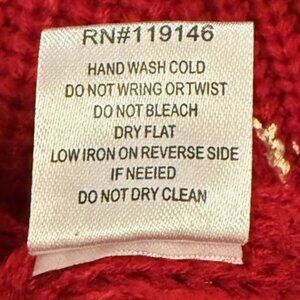 RN#119146
HAND WASH COLD
DO NOT WRING OR TWIST
DO NOT BLEACH
DRY FLAT
LOW IRON ON REVERSE SIDE
IF NEEIED
DO NOT DRY CLEAN